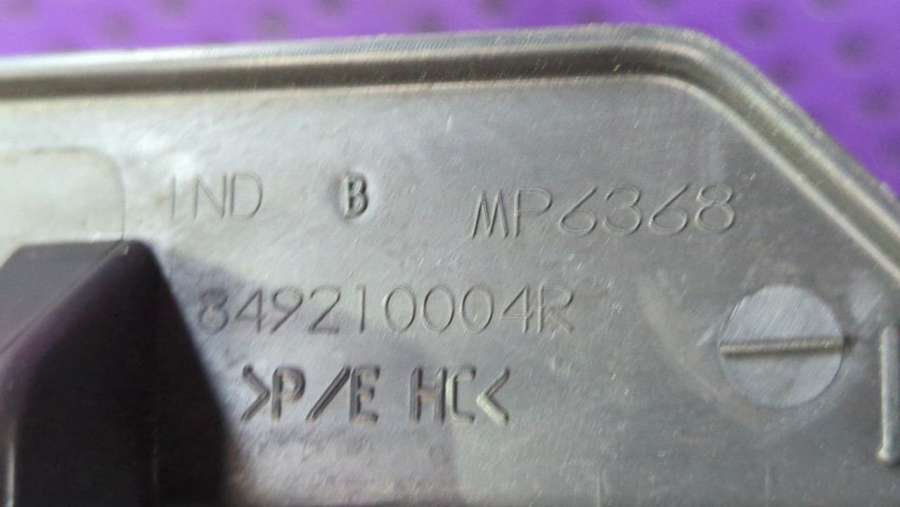 IND B MP6368
849210004R
>P/E HC<